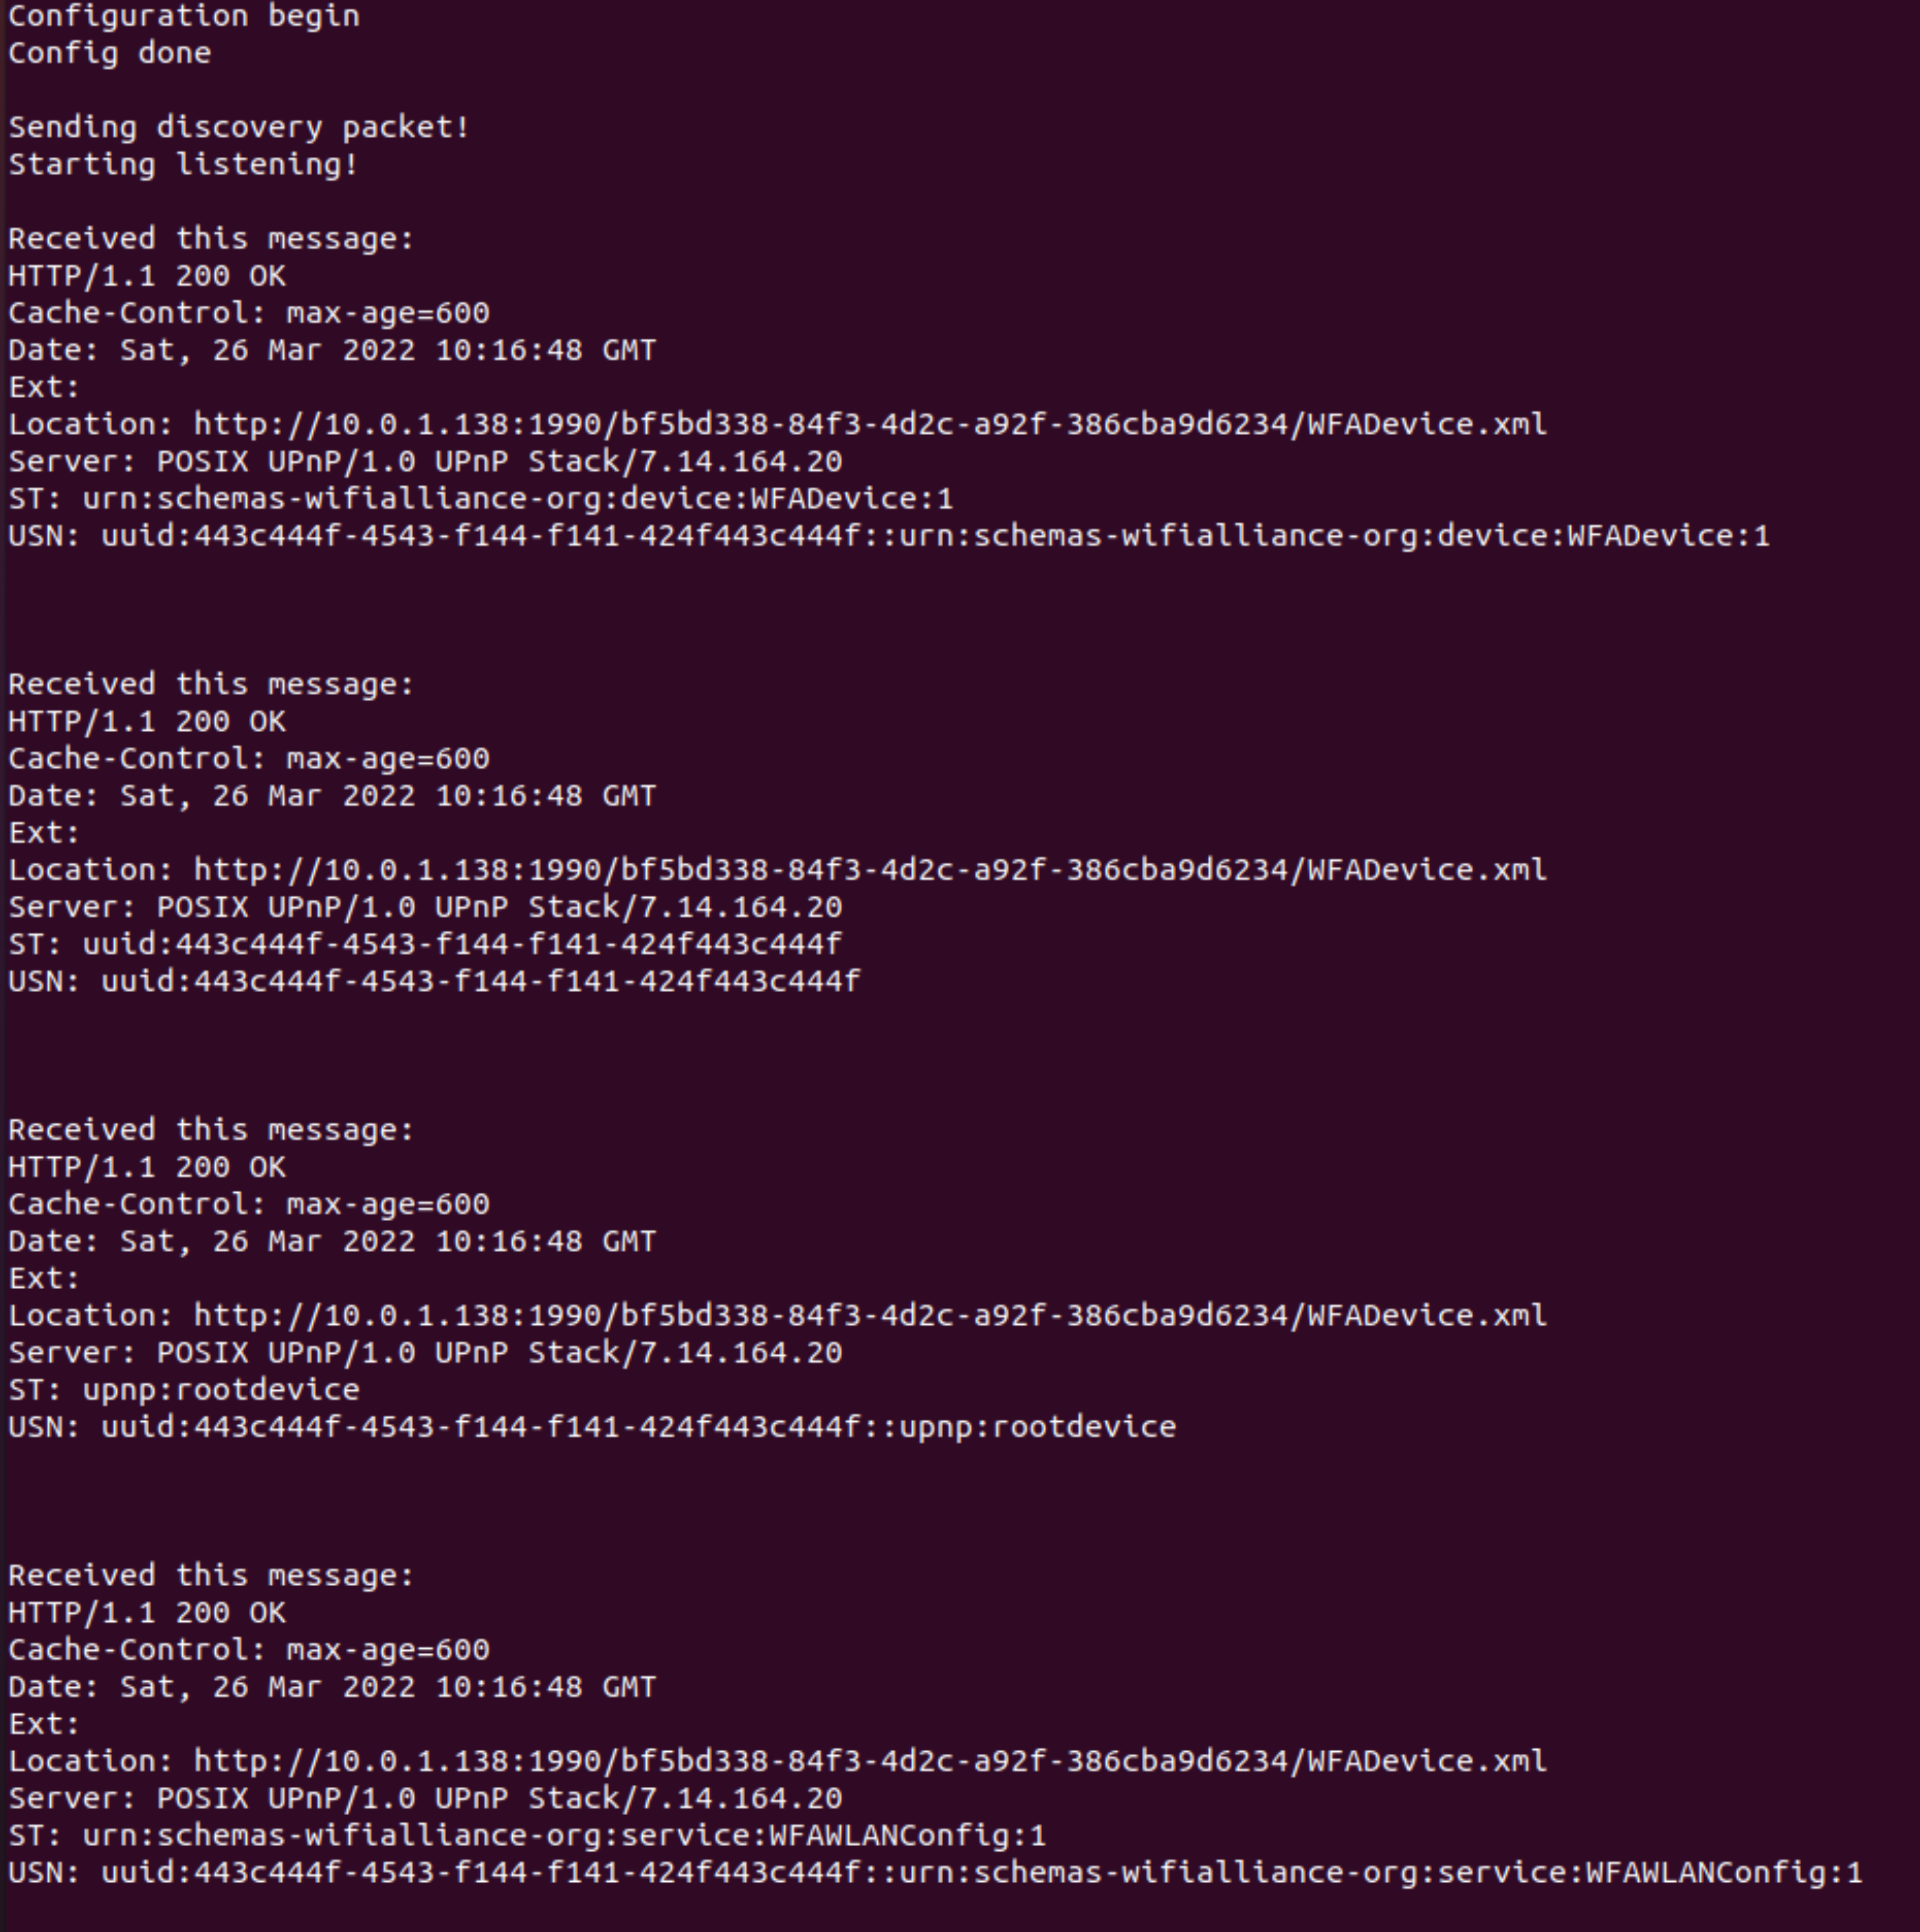 Configuration begin
Config done
Sending discovery packet!
Starting listening!
Received this message:
HTTP/1.1 200 OK
Cache-Control: max-age=600
Date: Sat, 26 Mar 2022 10:16:48 GMT
Ext:
Location: http://10.0.1.138:1990/bf5bd338-84f3-4d2c-a92f-386cba9d6234/WFADevice.xml
Server: POSIX UPnP/1.0 UPnP Stack/7.14.164.20
ST: urn:schemas-wifialliance-org:device:WFADevice:1
USN: uuid:443c444f-4543-f144-f141-424f443c444f::urn:schemas-wifialliance-org:device:WFADevice:1
Received this message:
HTTP/1.1 200 OK
Cache-Control: max-age=600
Date: Sat, 26 Mar 2022 10:16:48 GMT
Ext:
Location: http://10.0.1.138:1990/bf5bd338-84f3-4d2c-a92f-386cba9d6234/WFADevice.xml
Server: POSIX UPnP/1.0 UPnP Stack/7.14.164.20
ST: uuid:443c444f-4543-f144-f141-424f443c444f
USN: uuid:443c444f-4543-f144-f141-424f443c444f
Received this message:
HTTP/1.1 200 OK
Cache-Control: max-age=600
Date: Sat, 26 Mar 2022 10:16:48 GMT
Ext:
Location: http://10.0.1.138:1990/bf5bd338-84f3-4d2c-a92f-386cba9d6234/WFADevice.xml
Server: POSIX UPnP/1.0 UPnP Stack/7.14.164.20
ST: upnp:rootdevice
USN: uuid:443c444f-4543-f144-f141-424f443c444f::upnp:rootdevice
Received this message:
HTTP/1.1 200 OK
Cache-Control: max-age=600
Date: Sat, 26 Mar 2022 10:16:48 GMT
Ext:
Location: http://10.0.1.138:1990/bf5bd338-84f3-4d2c-a92f-386cba9d6234/WFADevice.xml
Server: POSIX UPnP/1.0 UPnP Stack/7.14.164.20
ST: urn:schemas-wifialliance-org:service:WFAWLANConfig:1
USN: uuid:443c444f-4543-f144-f141-424f443c444f::urn:schemas-wifialliance-org:service:WFAWLANConfig:1